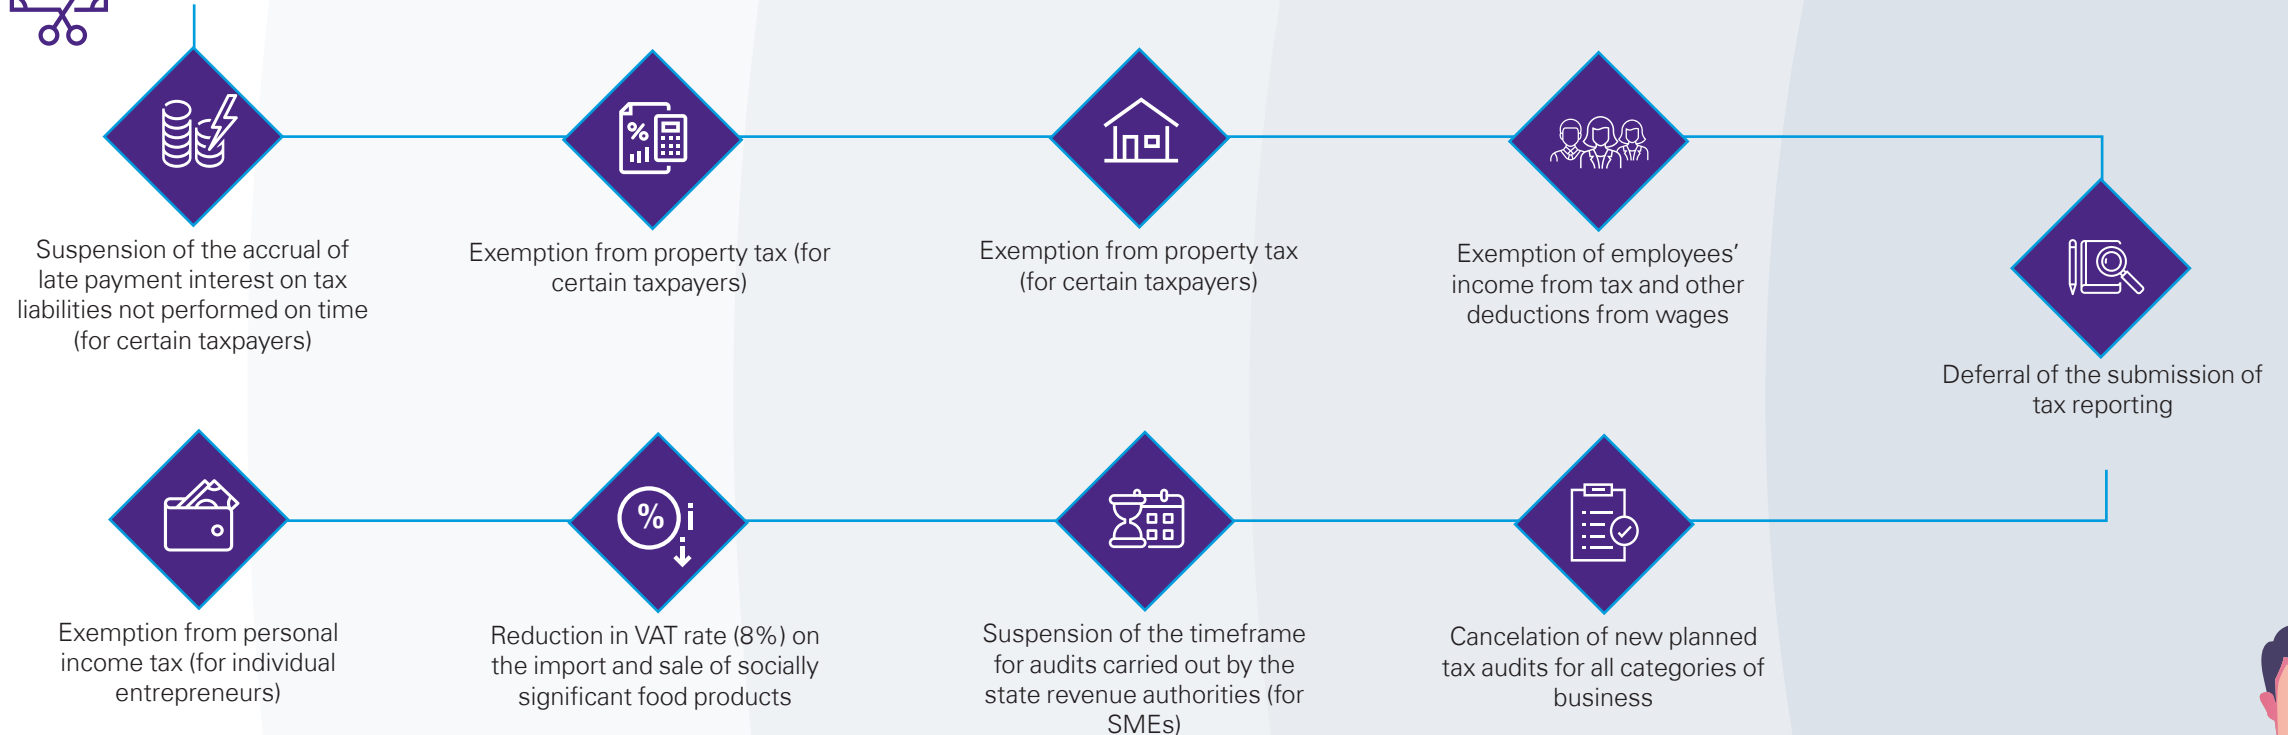 Suspension of the accrual of
late payment interest on tax
liabilities not performed on time
(for certain taxpayers)
Exemption from property tax (for
certain taxpayers)
Exemption from property tax
(for certain taxpayers)
Exemption of employees’
income from tax and other
deductions from wages
Deferral of the submission of
tax reporting
Exemption from personal
income tax (for individual
entrepreneurs)
Reduction in VAT rate (8%) on
the import and sale of socially
significant food products
Suspension of the timeframe
for audits carried out by the
state revenue authorities (for
SMEs)
Cancelation of new planned
tax audits for all categories of
business